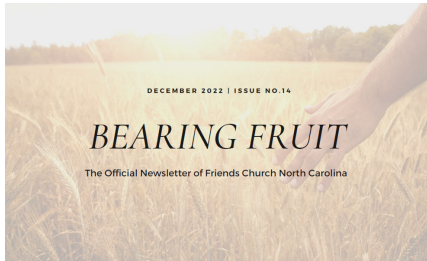 DECEMBER 2022 | ISSUE NO.14
BEARING FRUIT
The Official Newsletter of Friends Church North Carolina